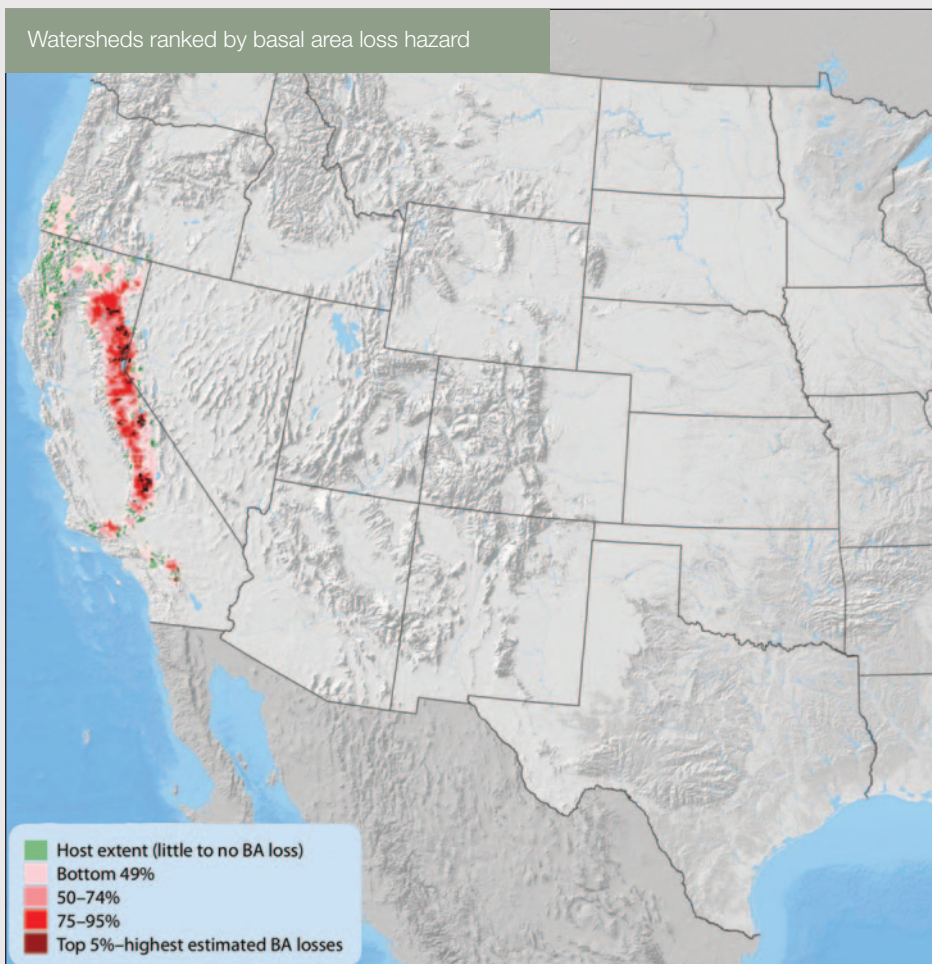 Watersheds ranked by basal area loss hazard
Host extent (little to no BA loss)
Bottom 49%
50–74%
75–95%
Top 5%–highest estimated BA losses